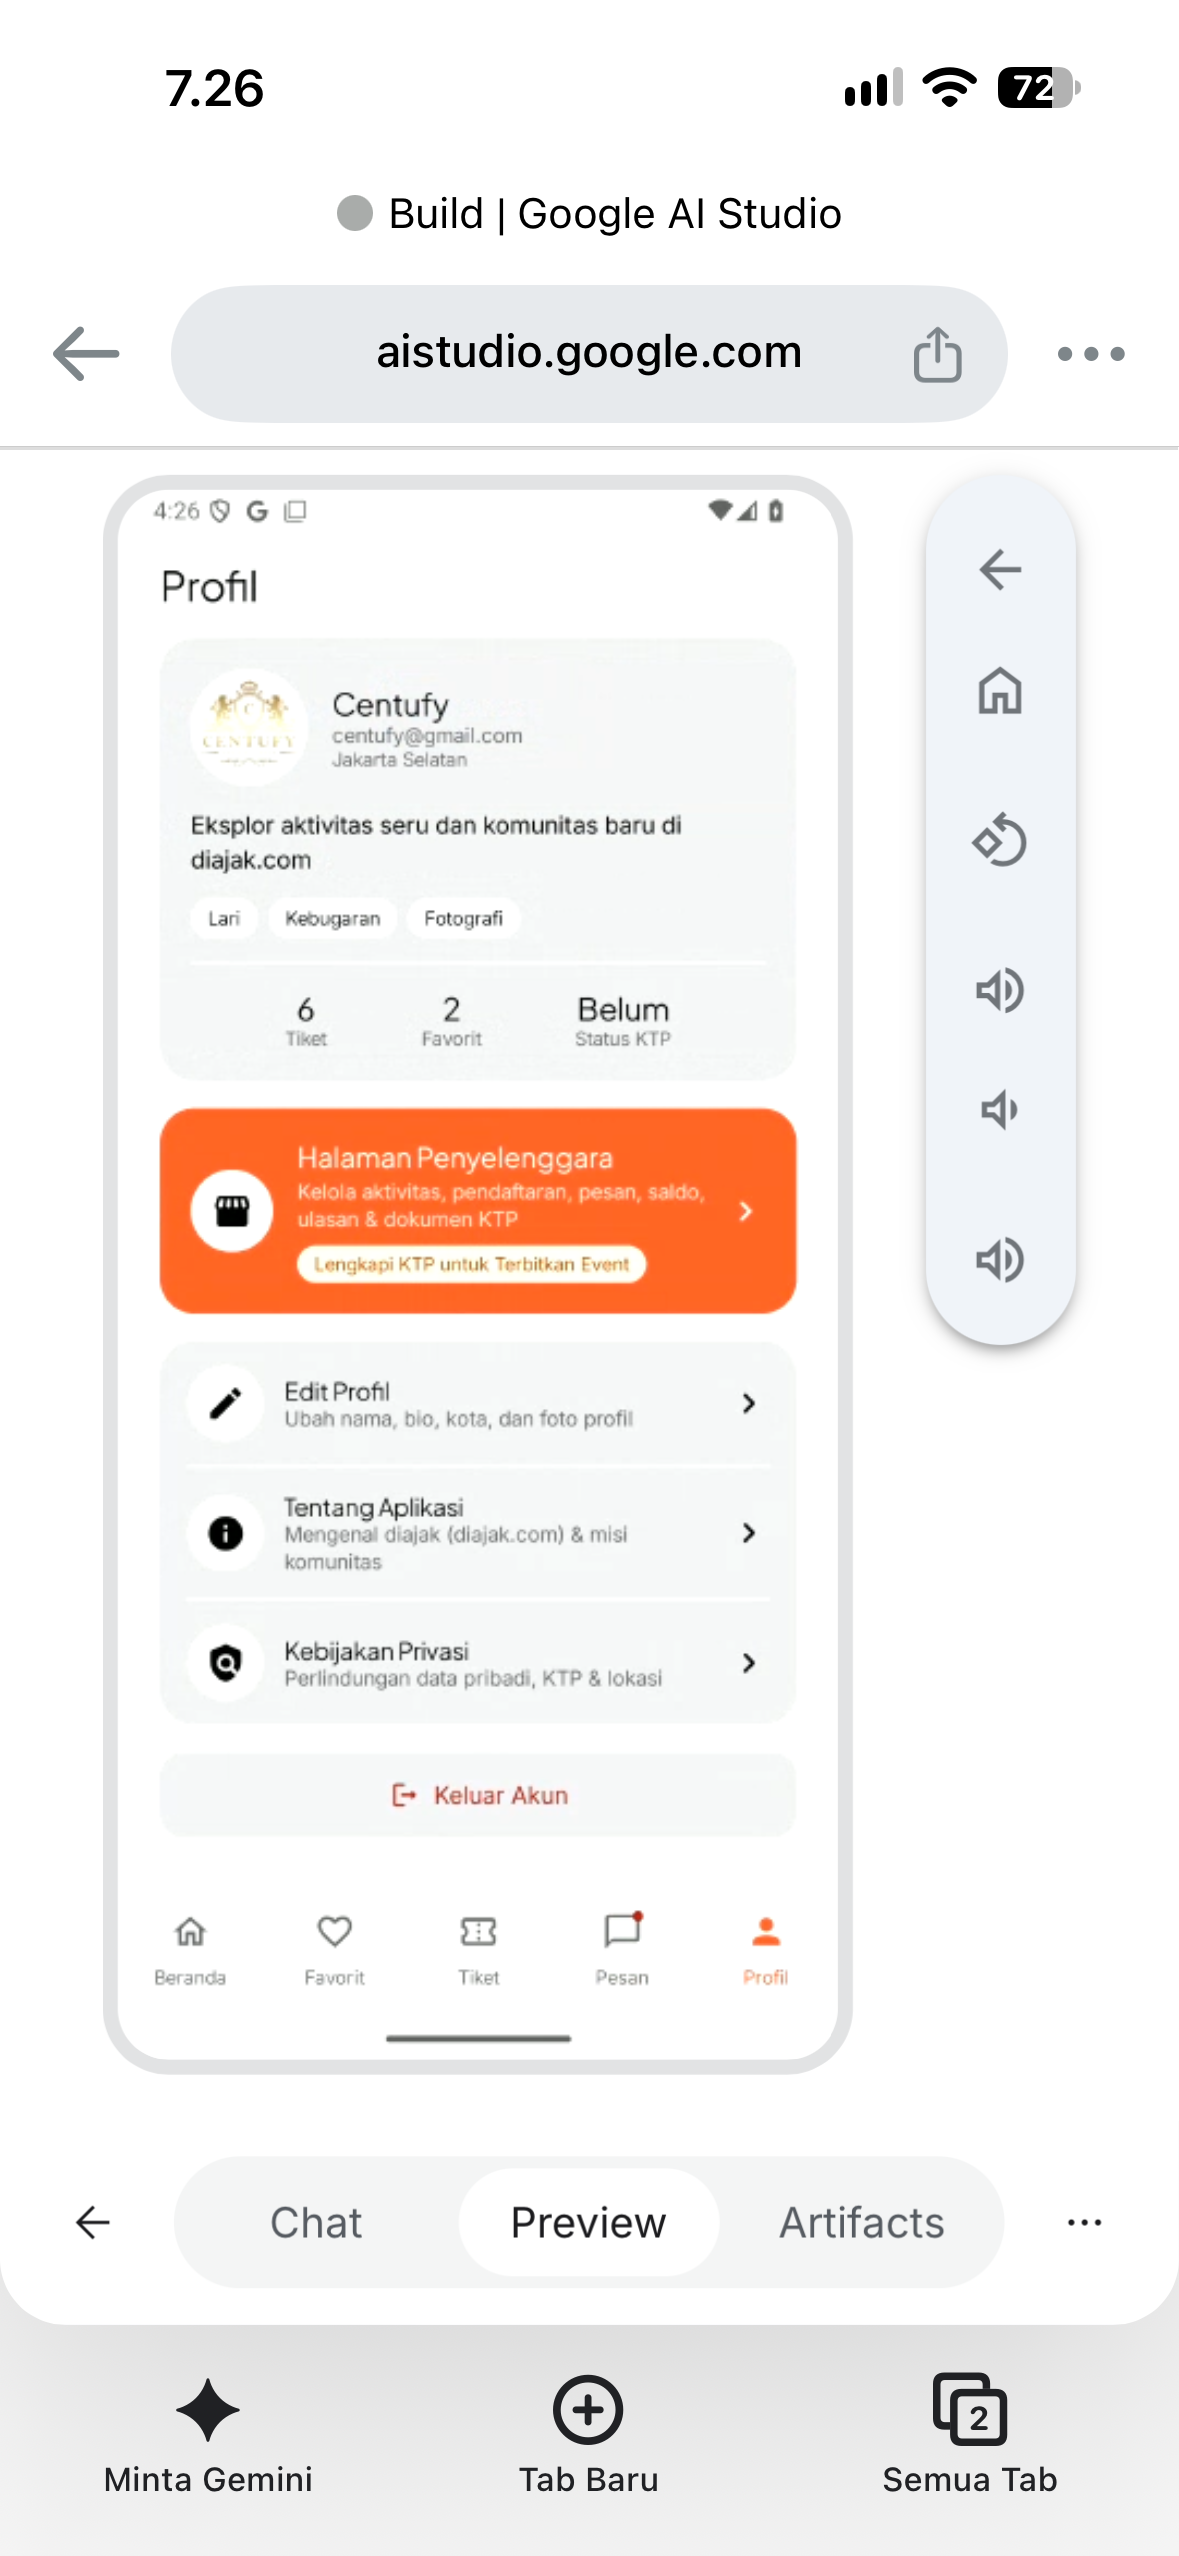 7.26
72
Build | Google AI Studio
aistudio.google.com
4:26
Profil
CENTUFY
Centufy
centufy@gmail.com
Jakarta Selatan
Eksplor aktivitas seru dan komunitas baru di
diajak.com
Lari Kebugaran Fotografi
6 2 Belum
Tiket Favorit Status KTP
Halaman Penyelenggara
Kelola aktivitas, pendaftaran, pesan, saldo,
ulasan & dokumen KTP
Lengkapi KTP untuk Terbitkan Event
Edit Profil
Ubah nama, bio, kota, dan foto profil
Tentang Aplikasi
Mengenal diajak (diajak.com) & misi
komunitas
Kebijakan Privasi
Perlindungan data pribadi, KTP & lokasi
Keluar Akun
Beranda Favorit Tiket Pesan Profil
Chat Preview Artifacts
2
Minta Gemini Tab Baru Semua Tab